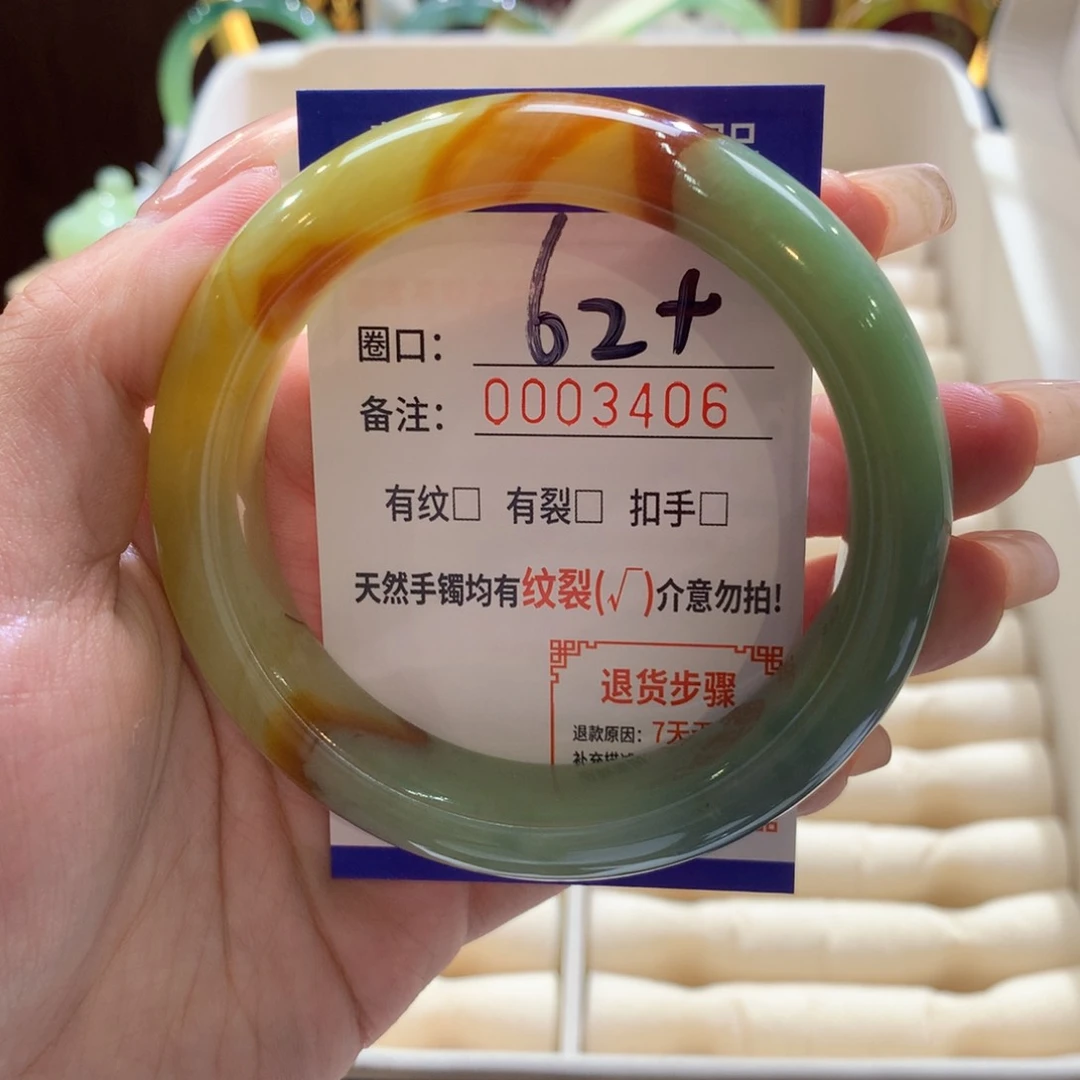 圈口: 62+
备注: 0003406
有纹□ 有裂□ 扣手□
天然手镯均有纹裂(√)介意勿拍!
退货步骤
退款原因: 7天